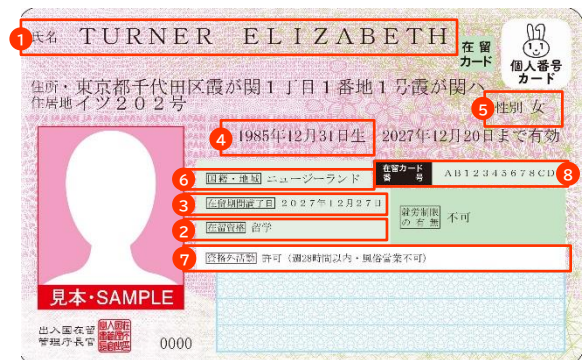 1 氏名 TURNER ELIZABETH
在留
カード
個人番号
カード
住所・東京都千代田区霞が関1丁目1番地1号霞が関ハ
住居地イツ202号
5 性別 女
4 1985年12月31日生 2027年12月20日まで有効
6 国籍・地域 ニュージーランド
在留カード
番号 AB12345678CD 8
3 在留期間満了日 2027年12月27日
2 在留資格 留学
就労制限
の有無 不可
7 資格外活動 許可(週28時間以内・風俗営業不可)
見本・SAMPLE
出入国在留
管理庁長官
0000